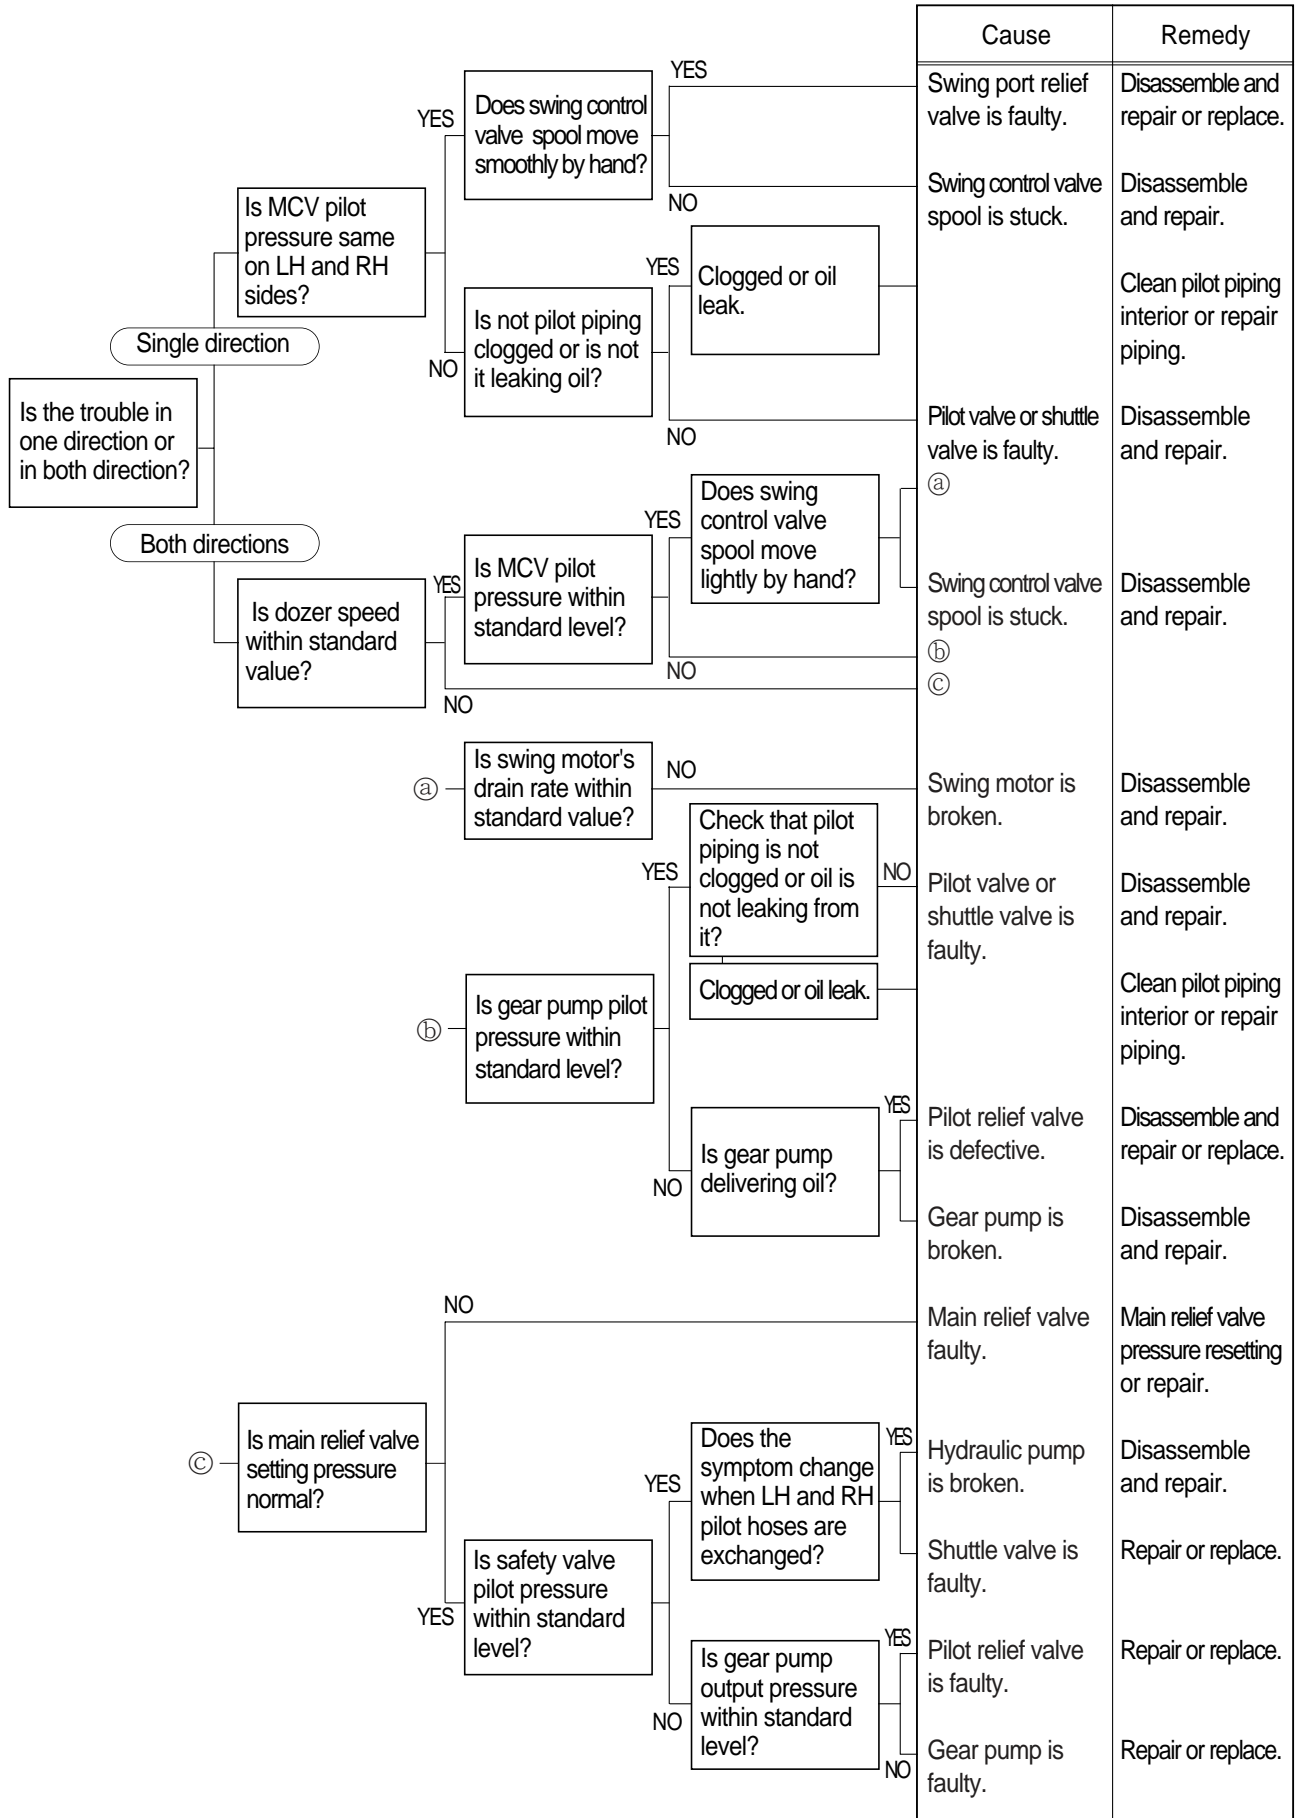 Cause
Remedy
YES
Does swing control
valve spool move
smoothly by hand?
YES
NO
Swing port relief
valve is faulty.
Disassemble and
repair or replace.
Swing control valve
spool is stuck.
Disassemble
and repair.
Is MCV pilot
pressure same
on LH and RH
sides?
Single direction
NO
Is not pilot piping
clogged or is not
it leaking oil?
YES
Clogged or oil
leak.
NO
Clean pilot piping
interior or repair
piping.
Pilot valve or shuttle
valve is faulty.
Disassemble
and repair.
Is the trouble in
one direction or
in both direction?
Both directions
Is dozer speed
within standard
value?
YES
Is MCV pilot
pressure within
standard level?
YES
Does swing
control valve
spool move
lightly by hand?
ⓐ
Swing control valve
spool is stuck.
Disassemble
and repair.
NO
ⓑ
NO
ⓒ
ⓐ
Is swing motor's
drain rate within
standard value?
NO
Swing motor is
broken.
Disassemble
and repair.
ⓑ
Is gear pump pilot
pressure within
standard level?
YES
Check that pilot
piping is not
clogged or oil is
not leaking from
it?
NO
Pilot valve or
shuttle valve is
faulty.
Disassemble
and repair.
Clogged or oil leak.
Clean pilot piping
interior or repair
piping.
NO
Is gear pump
delivering oil?
YES
Pilot relief valve
is defective.
Disassemble and
repair or replace.
Gear pump is
broken.
Disassemble
and repair.
ⓒ
Is main relief valve
setting pressure
normal?
NO
Main relief valve
faulty.
Main relief valve
pressure resetting
or repair.
YES
Is safety valve
pilot pressure
within standard
level?
YES
Does the
symptom change
when LH and RH
pilot hoses are
exchanged?
YES
Hydraulic pump
is broken.
Disassemble
and repair.
Shuttle valve is
faulty.
Repair or replace.
NO
Is gear pump
output pressure
within standard
level?
YES
Pilot relief valve
is faulty.
Repair or replace.
NO
Gear pump is
faulty.
Repair or replace.